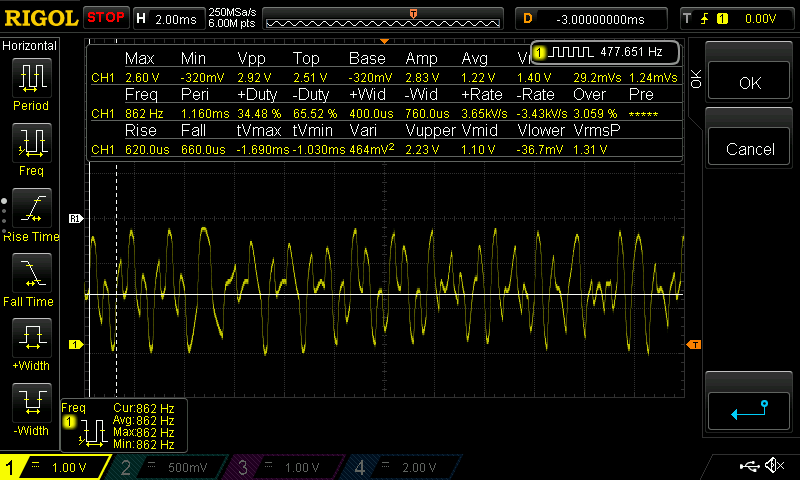 RIGOL STOP H 2.00ms 250MSa/s 6.00M pts D -3.00000000ms T 1 0.00V
Horizontal
Period
Freq
Rise Time
Fall Time
+Width
-Width
1 477.651 Hz
Max Min Vpp Top Base Amp Avg
CH1 2.60 V -320mV 2.92 V 2.51 V -320mV 2.83 V 1.22 V 1.40 V 29.2mVs 1.24mVs
Freq Peri +Duty -Duty +Wid -Wid +Rate -Rate Over Pre
CH1 862 Hz 1.160ms 34.48 % 65.52 % 400.0us 760.0us 3.65kV/s -3.43kV/s 3.059 % *****
Rise Fall tVmax tVmin Vari Vupper Vmid Vlower VrmsP
CH1 620.0us 660.0us -1.690ms -1.030ms 464mV² 2.23 V 1.10 V -36.7mV 1.31 V
R1
1
T
Freq
1
Cur:862 Hz
Avg:862 Hz
Max:862 Hz
Min:862 Hz
OK
OK
Cancel
1 1.00 V 2 500mV 3 1.00 V 4 2.00 V